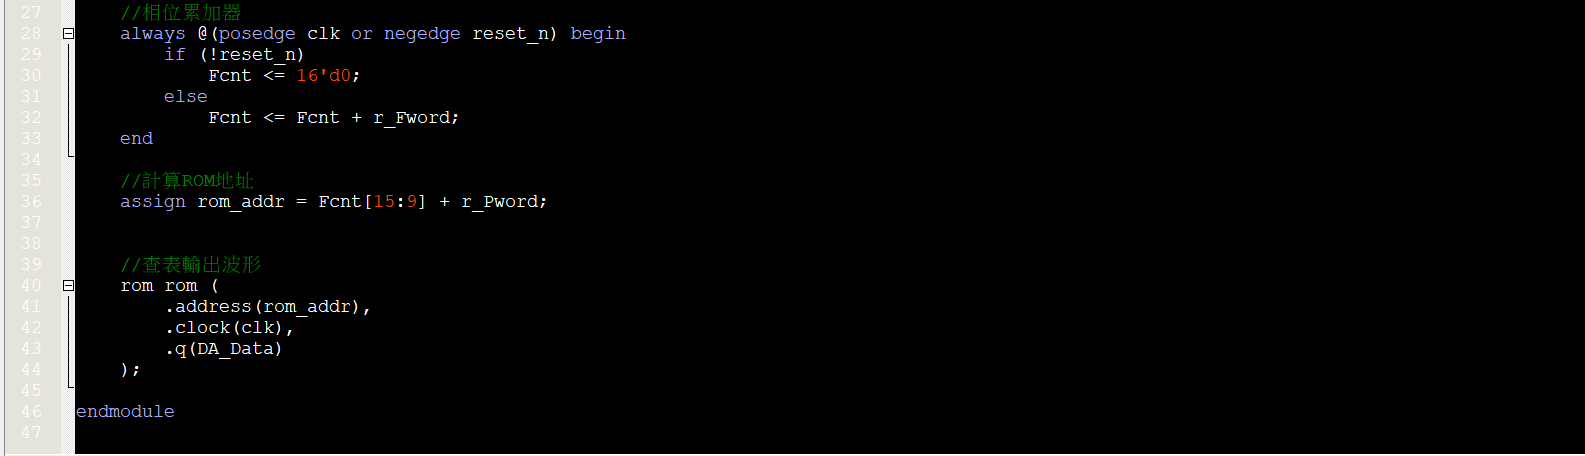 27 //相位累加器
28 always @(posedge clk or negedge reset_n) begin
29 if (!reset_n)
30 Fcnt <= 16'd0;
31 else
32 Fcnt <= Fcnt + r_Fword;
33 end
34
35 //計算ROM地址
36 assign rom_addr = Fcnt[15:9] + r_Pword;
37
38
39 //查表輸出波形
40 rom rom (
41 .address(rom_addr),
42 .clock(clk),
43 .q(DA_Data)
44 );
45
46 endmodule
47